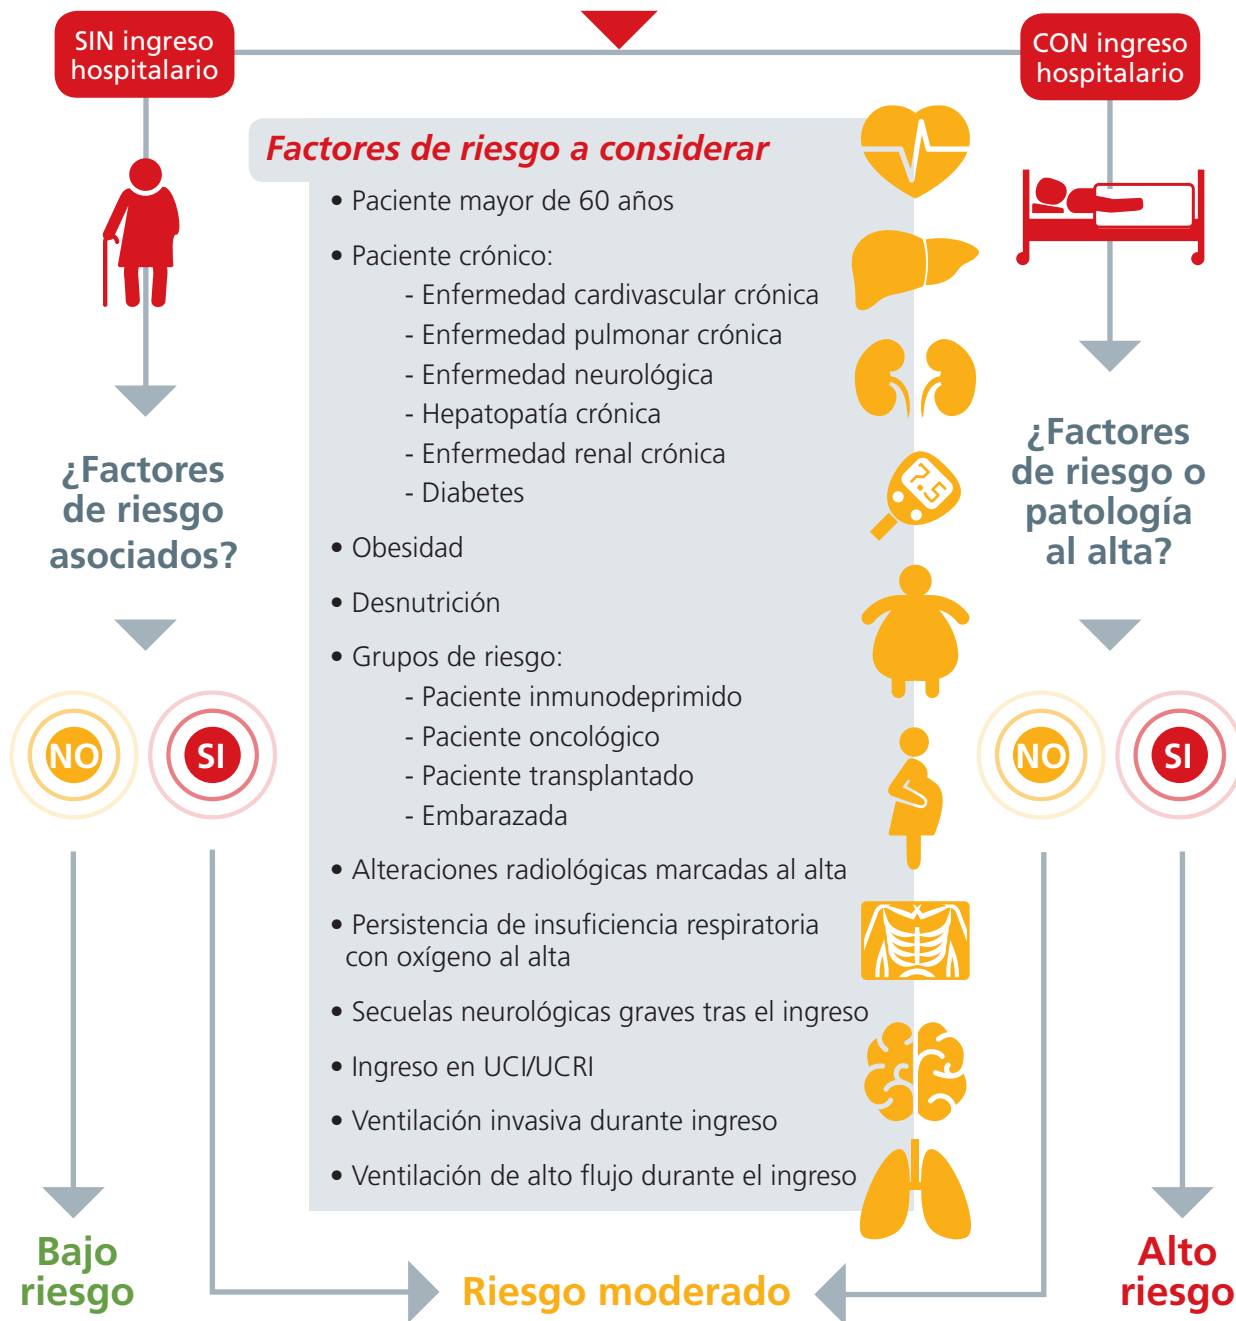 SIN ingreso
hospitalario
CON ingreso
hospitalario
Factores de riesgo a considerar
• Paciente mayor de 60 años
• Paciente crónico:
- Enfermedad cardivascular crónica
- Enfermedad pulmonar crónica
- Enfermedad neurológica
- Hepatopatía crónica
- Enfermedad renal crónica
- Diabetes
• Obesidad
• Desnutrición
• Grupos de riesgo:
- Paciente inmunodeprimido
- Paciente oncológico
- Paciente transplantado
- Embarazada
• Alteraciones radiológicas marcadas al alta
• Persistencia de insuficiencia respiratoria
con oxígeno al alta
• Secuelas neurológicas graves tras el ingreso
• Ingreso en UCI/UCRI
• Ventilación invasiva durante ingreso
• Ventilación de alto flujo durante el ingreso
7.5
¿Factores
de riesgo
asociados?
¿Factores
de riesgo o
patología
al alta?
NO
SI
NO
SI
Bajo
riesgo
Riesgo moderado
Alto
riesgo